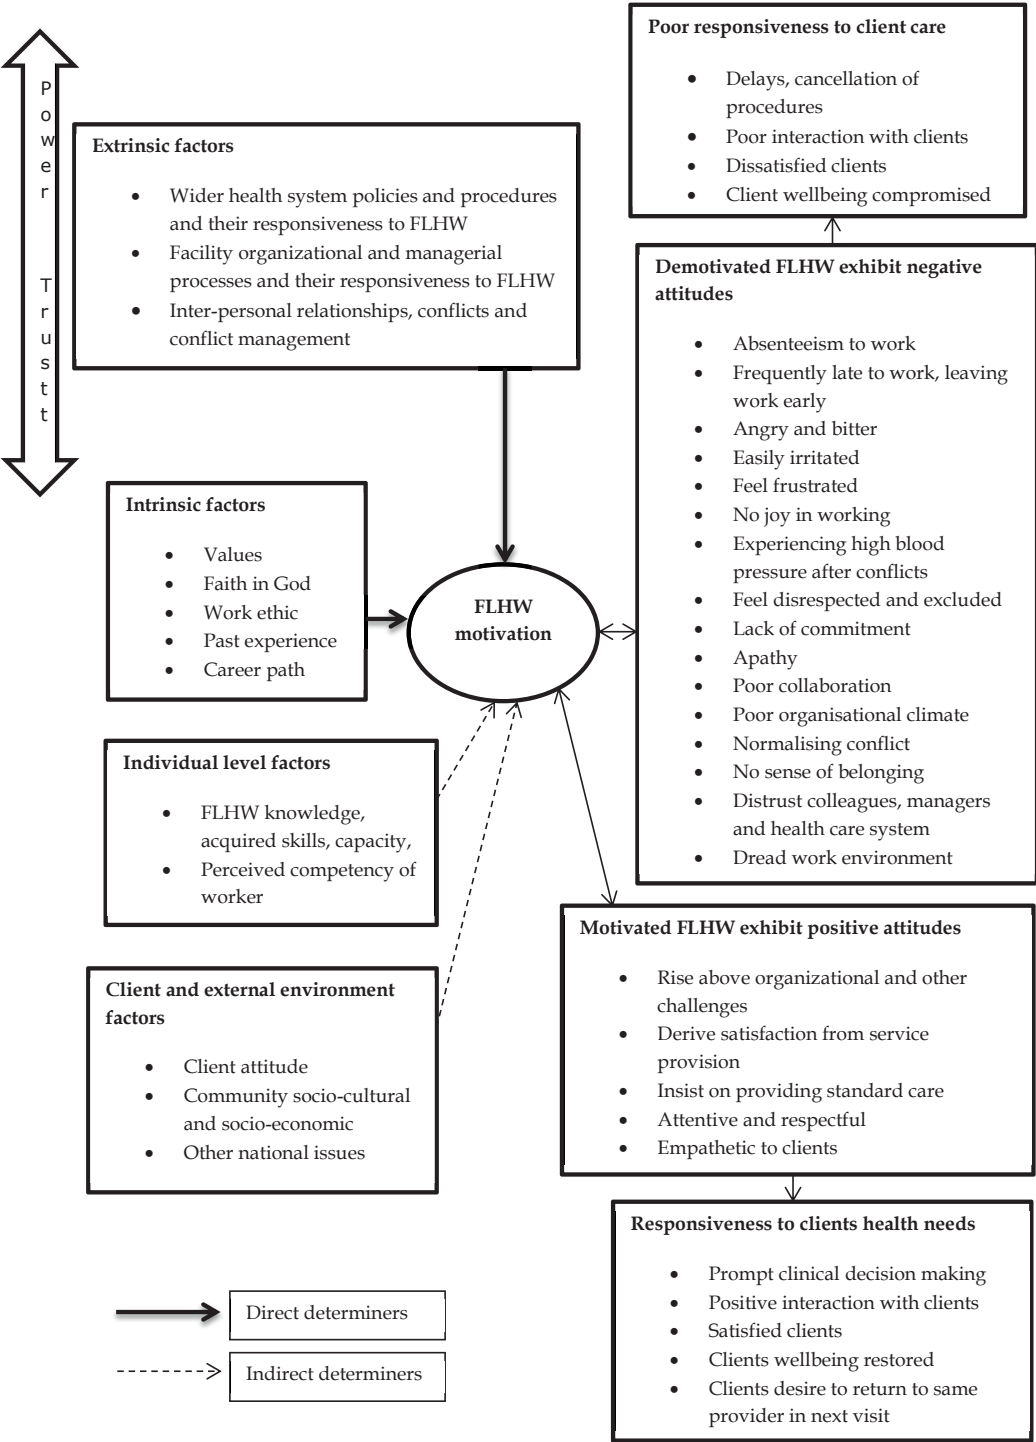 Power
Trustt
Extrinsic factors
• Wider health system policies and procedures
and their responsiveness to FLHW
• Facility organizational and managerial
processes and their responsiveness to FLHW
• Inter-personal relationships, conflicts and
conflict management
Intrinsic factors
• Values
• Faith in God
• Work ethic
• Past experience
• Career path
FLHW
motivation
Individual level factors
• FLHW knowledge,
acquired skills, capacity,
• Perceived competency of
worker
Client and external environment
factors
• Client attitude
• Community socio-cultural
and socio-economic
• Other national issues
Direct determiners
Indirect determiners
Poor responsiveness to client care
• Delays, cancellation of
procedures
• Poor interaction with clients
• Dissatisfied clients
• Client wellbeing compromised
Demotivated FLHW exhibit negative
attitudes
• Absenteeism to work
• Frequently late to work, leaving
work early
• Angry and bitter
• Easily irritated
• Feel frustrated
• No joy in working
• Experiencing high blood
pressure after conflicts
• Feel disrespected and excluded
• Lack of commitment
• Apathy
• Poor collaboration
• Poor organisational climate
• Normalising conflict
• No sense of belonging
• Distrust colleagues, managers
and health care system
• Dread work environment
Motivated FLHW exhibit positive attitudes
• Rise above organizational and other
challenges
• Derive satisfaction from service
provision
• Insist on providing standard care
• Attentive and respectful
• Empathetic to clients
Responsiveness to clients health needs
• Prompt clinical decision making
• Positive interaction with clients
• Satisfied clients
• Clients wellbeing restored
• Clients desire to return to same
provider in next visit